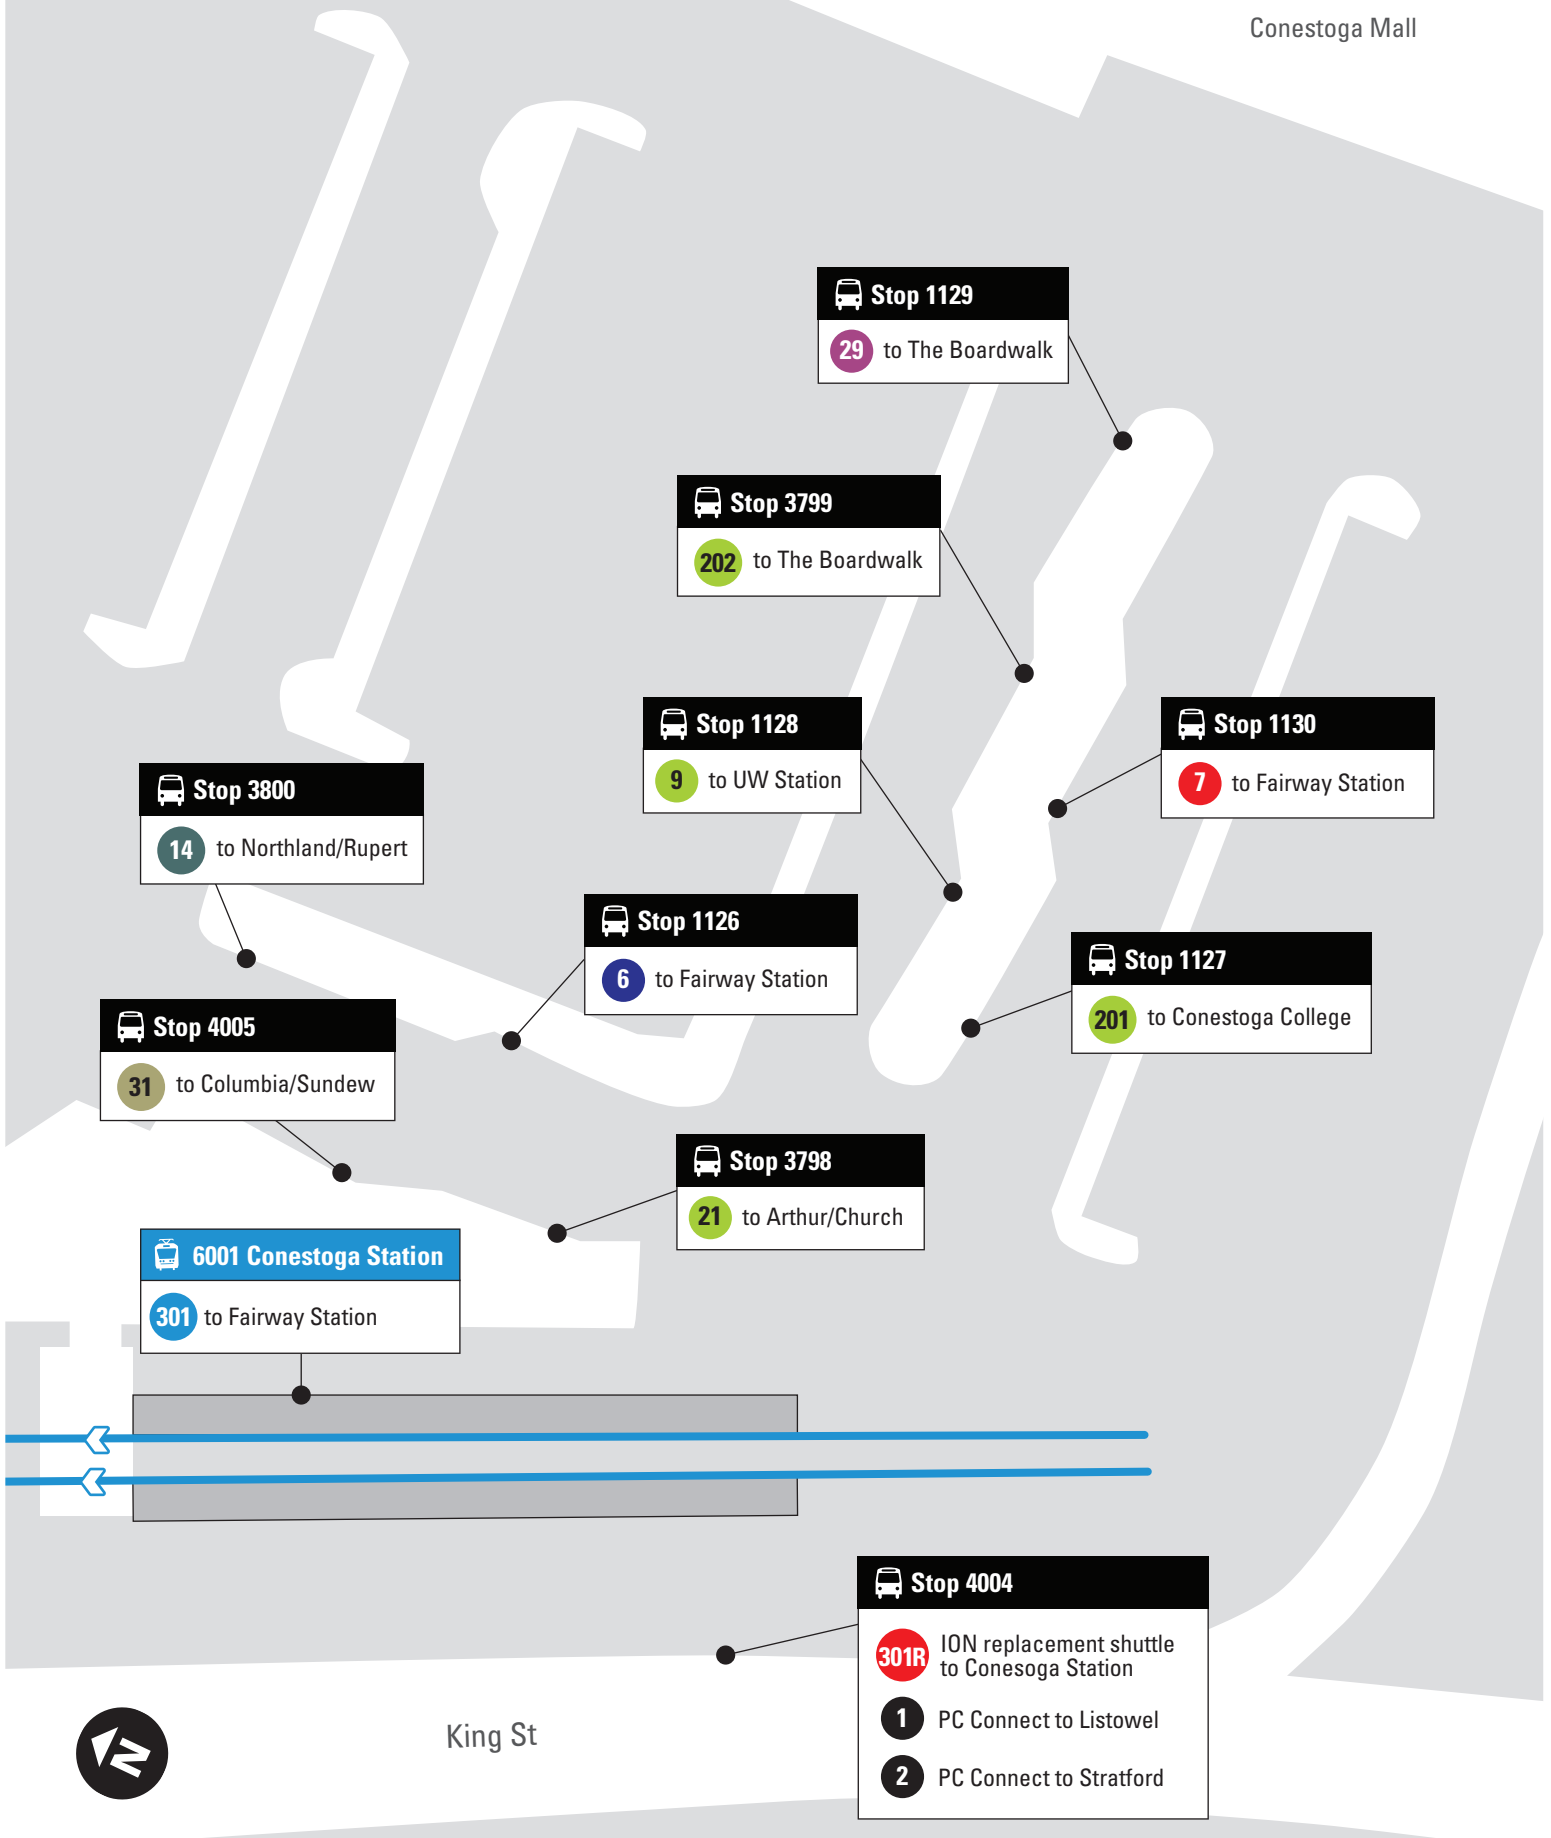 Conestoga Mall
Stop 1129
29 to The Boardwalk
Stop 3799
202 to The Boardwalk
Stop 1128
9 to UW Station
Stop 1130
7 to Fairway Station
Stop 3800
14 to Northland/Rupert
Stop 1126
6 to Fairway Station
Stop 1127
201 to Conestoga College
Stop 4005
31 to Columbia/Sundew
Stop 3798
21 to Arthur/Church
6001 Conestoga Station
301 to Fairway Station
Stop 4004
301R ION replacement shuttle
to Conesoga Station
1 PC Connect to Listowel
2 PC Connect to Stratford
King St
N